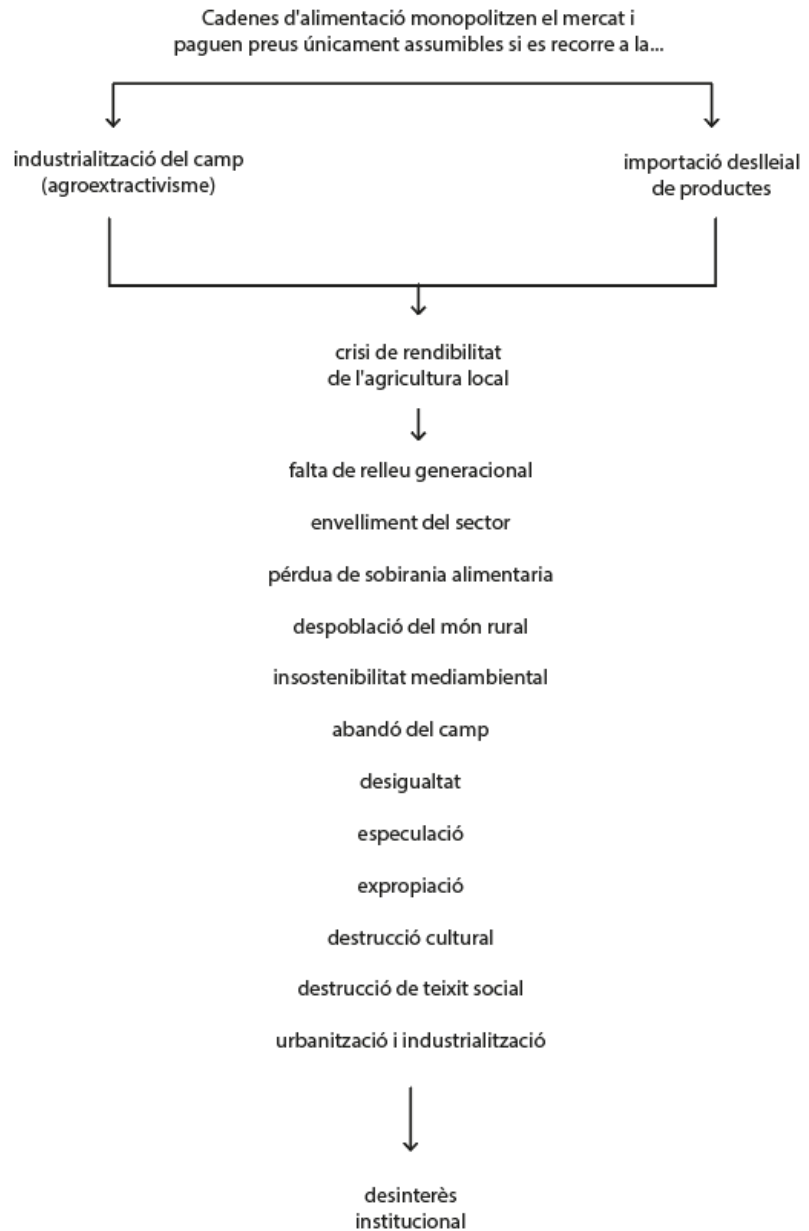 Cadenes d'alimentació monopolitzen el mercat i
paguen preus únicament assumibles si es recorre a la...
industrialització del camp
(agroextractivisme)
importació deslleial
de productes
crisi de rendibilitat
de l'agricultura local
falta de relleu generacional
envelliment del sector
pérdua de sobirania alimentaria
despoblació del món rural
insostenibilitat mediambiental
abandó del camp
desigualtat
especulació
expropiació
destrucció cultural
destrucció de teixit social
urbanització i industrialització
desinterès
institucional